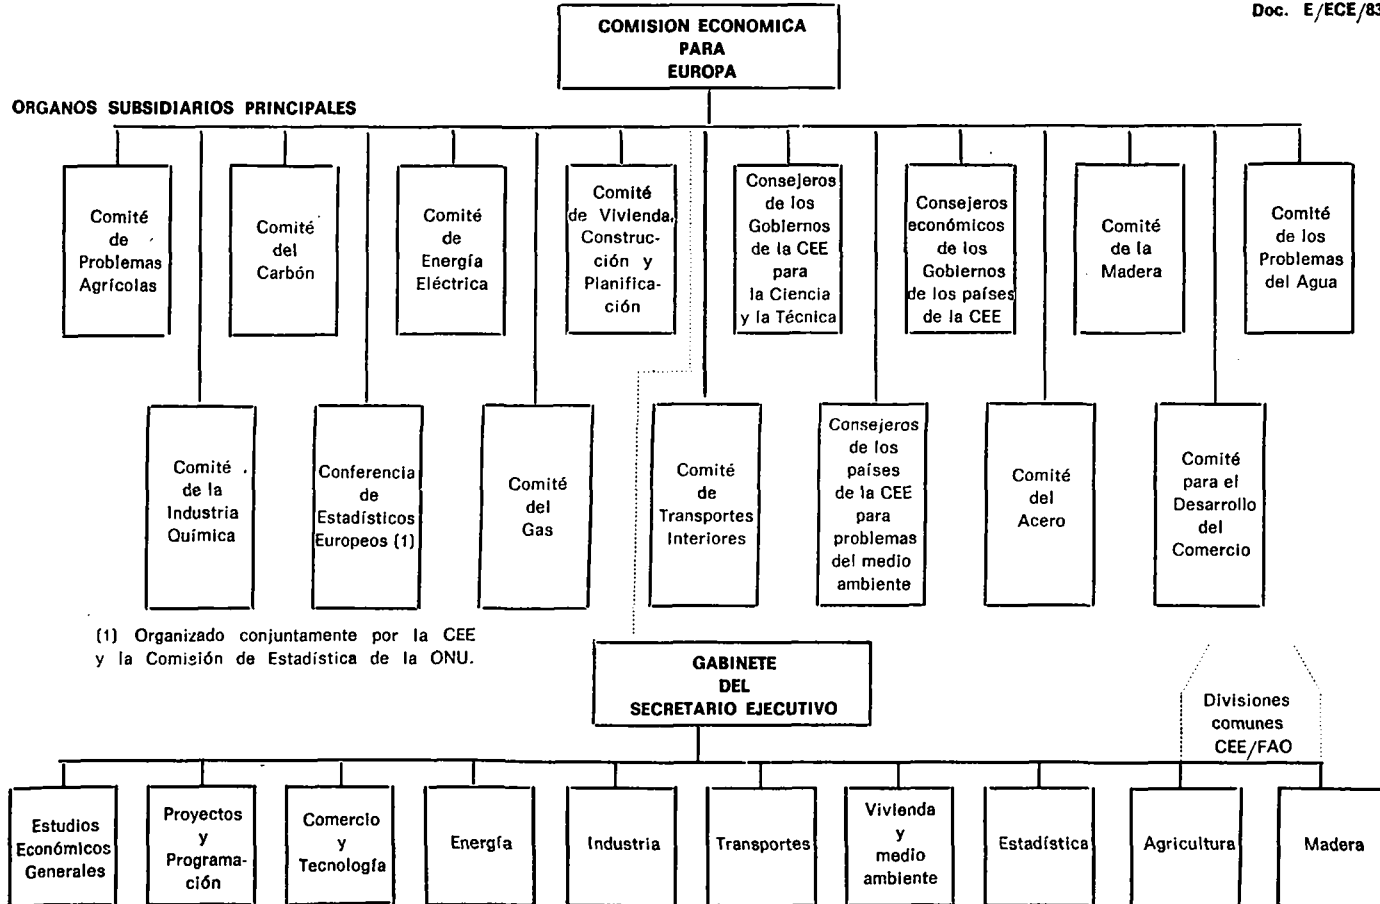 Doc. E/ECE/83
COMISION ECONOMICA
PARA
EUROPA
ORGANOS SUBSIDIARIOS PRINCIPALES
Comité
de
Problemas
Agrícolas
Comité
del
Carbón
Comité
de
Energía
Eléctrica
Comité
de Vivienda,
Construc-
ción y
Planifica-
ción
Consejeros
de los
Gobiernos
de la CEE
para
la Ciencia
y la Técnica
Consejeros
económicos
de los
Gobiernos
de los países
de la CEE
Comité
de la
Madera
Comité
de los
Problemas
del Agua
Comité
de la
Industria
Química
Conferencia
de
Estadísticos
Europeos (1)
Comité
del
Gas
Comité
de
Transportes
Interiores
Consejeros
de los
países
de la CEE
para
problemas
del medio
ambiente
Comité
del
Acero
Comité
para el
Desarrollo
del
Comercio
(1) Organizado conjuntamente por la CEE
y la Comisión de Estadística de la ONU.
GABINETE
DEL
SECRETARIO EJECUTIVO
Divisiones
comunes
CEE/FAO
Estudios
Económicos
Generales
Proyectos
y
Programa-
ción
Comercio
y
Tecnología
Energía
Industria
Transportes
Vivienda
y
medio
ambiente
Estadística
Agricultura
Madera